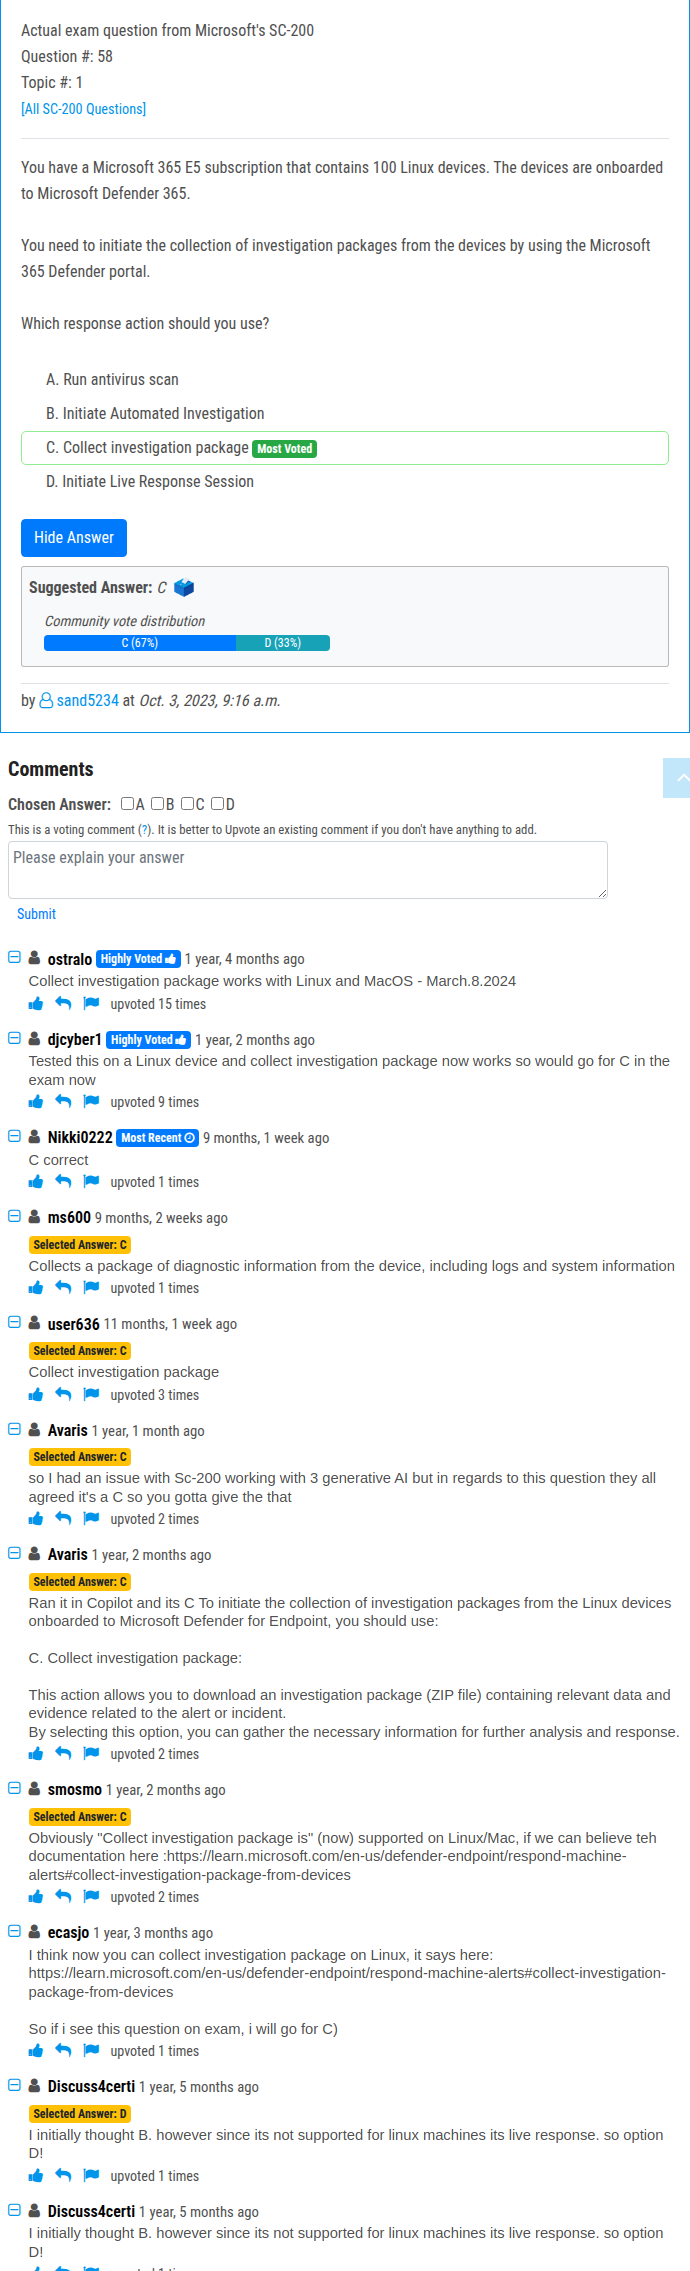 Actual exam question from Microsoft's SC-200
Question #: 58
Topic #: 1
[All SC-200 Questions]
You have a Microsoft 365 E5 subscription that contains 100 Linux devices. The devices are onboarded
to Microsoft Defender 365.
You need to initiate the collection of investigation packages from the devices by using the Microsoft
365 Defender portal.
Which response action should you use?
A. Run antivirus scan
B. Initiate Automated Investigation
C. Collect investigation package Most Voted
D. Initiate Live Response Session
Hide Answer
Suggested Answer: C
Community vote distribution
C (67%) D (33%)
by sand5234 at Oct. 3, 2023, 9:16 a.m.
Comments
Chosen Answer: A B C D
This is a voting comment (?). It is better to Upvote an existing comment if you don't have anything to add.
Please explain your answer
Submit
ostralo Highly Voted 1 year, 4 months ago
Collect investigation package works with Linux and MacOS - March.8.2024
upvoted 15 times
djcyber1 Highly Voted 1 year, 2 months ago
Tested this on a Linux device and collect investigation package now works so would go for C in the
exam now
upvoted 9 times
Nikki0222 Most Recent 9 months, 1 week ago
C correct
upvoted 1 times
ms600 9 months, 2 weeks ago
Selected Answer: C
Collects a package of diagnostic information from the device, including logs and system information
upvoted 1 times
user636 11 months, 1 week ago
Selected Answer: C
Collect investigation package
upvoted 3 times
Avaris 1 year, 1 month ago
Selected Answer: C
so I had an issue with Sc-200 working with 3 generative AI but in regards to this question they all
agreed it's a C so you gotta give the that
upvoted 2 times
Avaris 1 year, 2 months ago
Selected Answer: C
Ran it in Copilot and its C To initiate the collection of investigation packages from the Linux devices
onboarded to Microsoft Defender for Endpoint, you should use:
C. Collect investigation package:
This action allows you to download an investigation package (ZIP file) containing relevant data and
evidence related to the alert or incident.
By selecting this option, you can gather the necessary information for further analysis and response.
upvoted 2 times
smosmo 1 year, 2 months ago
Selected Answer: C
Obviously "Collect investigation package is" (now) supported on Linux/Mac, if we can believe teh
documentation here :https://learn.microsoft.com/en-us/defender-endpoint/respond-machine-
alerts#collect-investigation-package-from-devices
upvoted 2 times
ecasjo 1 year, 3 months ago
I think now you can collect investigation package on Linux, it says here:
https://learn.microsoft.com/en-us/defender-endpoint/respond-machine-alerts#collect-investigation-
package-from-devices
So if i see this question on exam, i will go for C)
upvoted 1 times
Discuss4certi 1 year, 5 months ago
Selected Answer: D
I initially thought B. however since its not supported for linux machines its live response. so option
D!
upvoted 1 times
Discuss4certi 1 year, 5 months ago
I initially thought B. however since its not supported for linux machines its live response. so option
D!